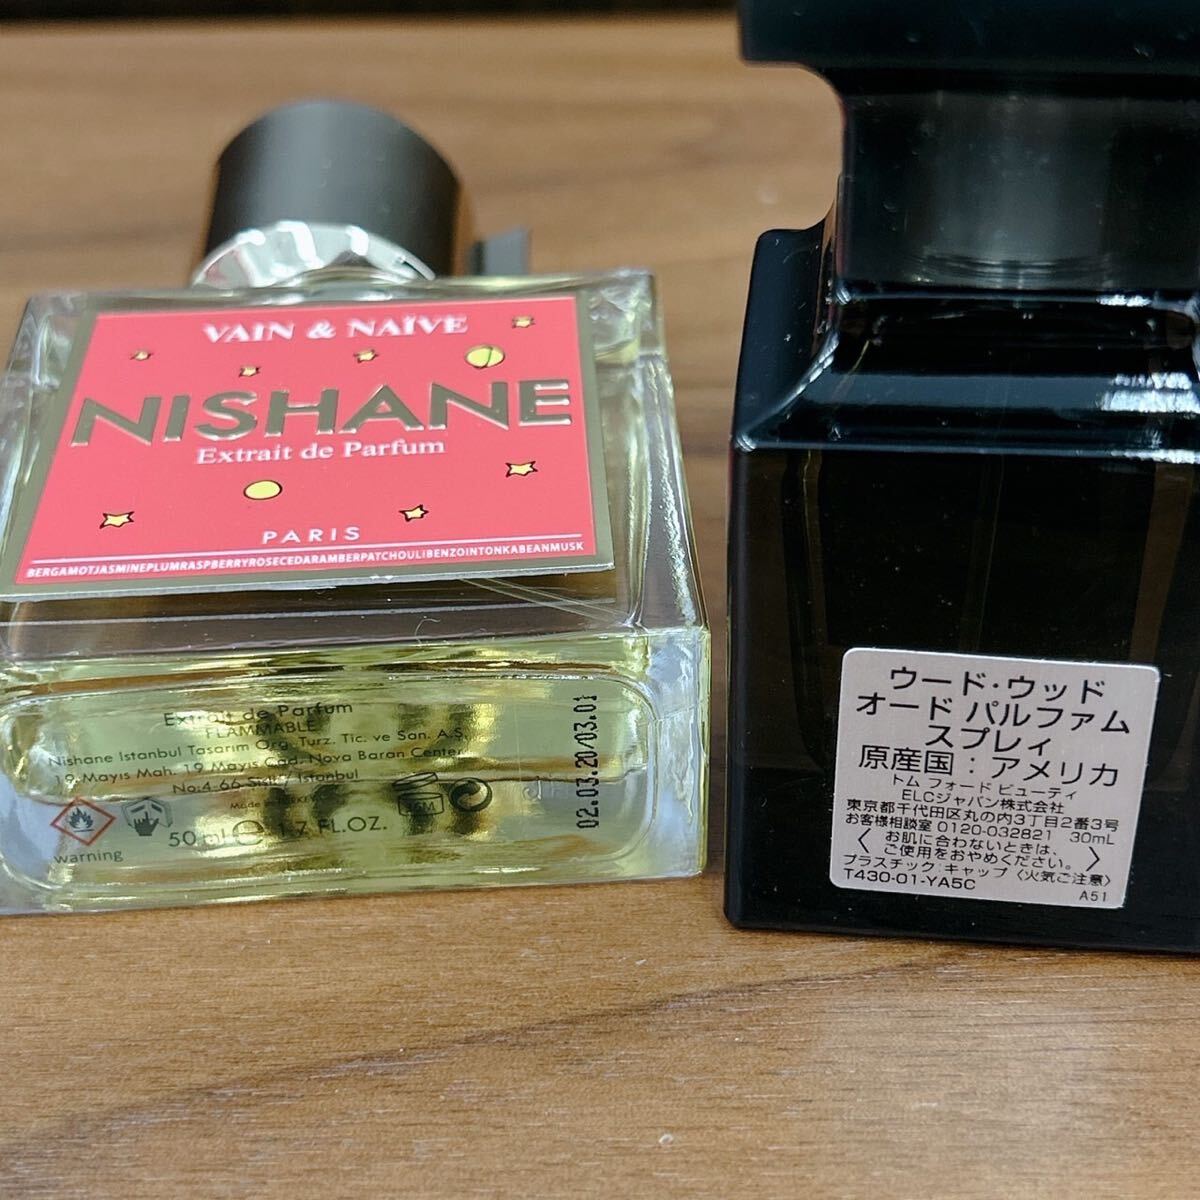 VAIN & NAÏVE
NISHANE
Extrait de Parfum
PARIS
BERGAMOTJASMINEPLUMRASPBERRYROSECEDARAMBERPATCHOULIBENZOINTONKABEANMUSK
Extrait de Parfum
FLAMMABLE
Nishane Istanbul Tasarım Org. Turz. Tic. ve San. A.S.
19 Mayıs Mah. 19 Mayıs Cad. Nova Baran Center
No:4-66 Sisli / Istanbul
Made in
50 ml e 1.7 FL.OZ.
warning
02.03.20/03.01
ウード・ウッド
オード パルファム
スプレィ
原産国：アメリカ
トム フォード ビューティ
ELCジャパン株式会社
東京都千代田区丸の内3丁目2番3号
お客様相談室 0120-032821 30mL
〈 お肌に合わないときは、
ご使用をおやめください。 〉
プラスチック:キャップ〈火気ご注意〉
T430-01-YA5C
A51